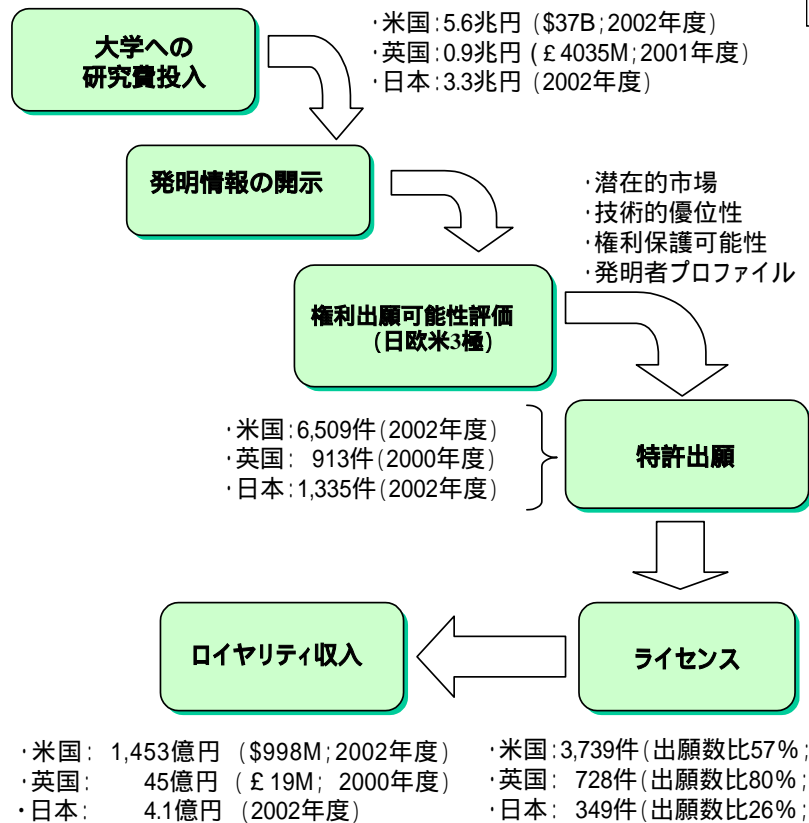 大学への
研究費投入
・米国:5.6兆円 ($37B;2002年度)
・英国:0.9兆円 (£4035M;2001年度)
・日本:3.3兆円 (2002年度)
発明情報の開示
・潜在的市場
・技術的優位性
・権利保護可能性
・発明者プロファイル
権利出願可能性評価
(日欧米3極)
・米国:6,509件(2002年度)
・英国: 913件(2000年度)
・日本:1,335件(2002年度)
特許出願
ロイヤリティ収入
ライセンス
・米国: 1,453億円 ($998M;2002年度)
・英国: 45億円 (£19M; 2000年度)
・日本: 4.1億円 (2002年度)
・米国:3,739件(出願数比57%;
・英国: 728件(出願数比80%;
・日本: 349件(出願数比26%;